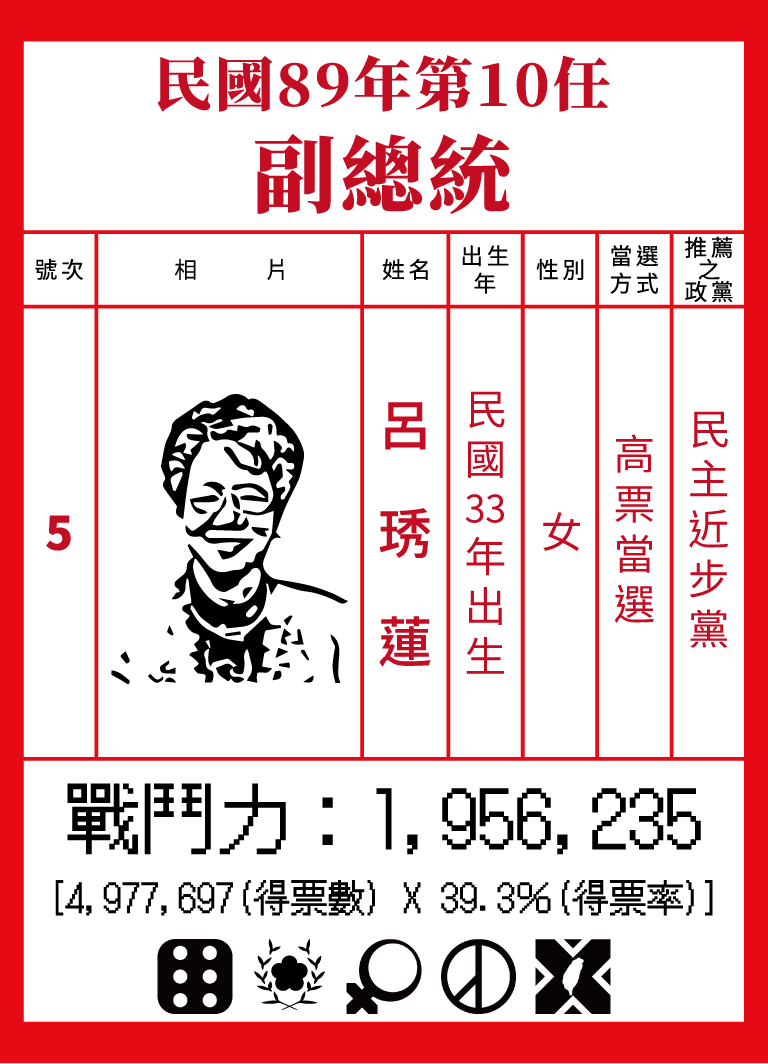 民國89年第10任
副總統
號次
相 片
姓名
出生年
性別
當選方式
推薦之政黨
5
呂琇蓮
民國33年出生
女
高票當選
民主近步黨
戰鬥力：1,956,235
[4,977,697(得票數) X 39.3%(得票率)]